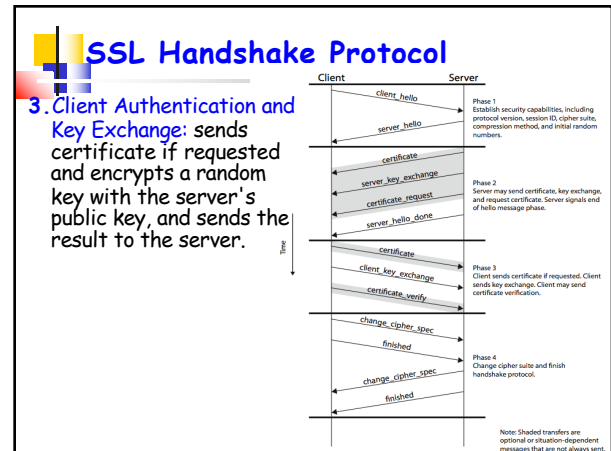 SSL Handshake Protocol
3. Client Authentication and
Key Exchange: sends
certificate if requested
and encrypts a random
key with the server's
public key, and sends the
result to the server.
Client
Server
client_hello
server_hello
Phase 1
Establish security capabilities, including
protocol version, session ID, cipher suite,
compression method, and initial random
numbers.
certificate
server_key_exchange
certificate_request
server_hello_done
Phase 2
Server may send certificate, key exchange,
and request certificate. Server signals end
of hello message phase.
Time
certificate
client_key_exchange
certificate_verify
Phase 3
Client sends certificate if requested. Client
sends key exchange. Client may send
certificate verification.
change_cipher_spec
finished
change_cipher_spec
finished
Phase 4
Change cipher suite and finish
handshake protocol.
Note: Shaded transfers are
optional or situation-dependent
messages that are not always sent.